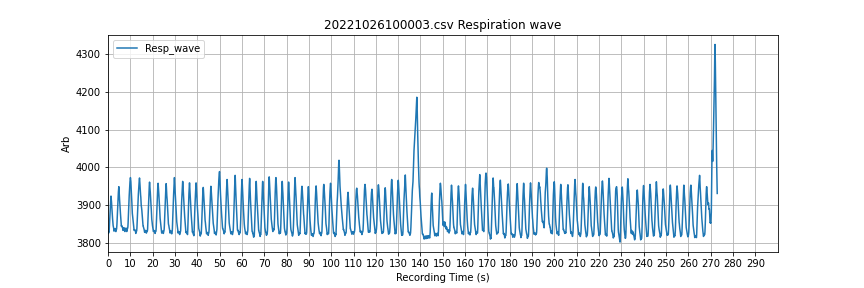 20221026100003.csv Respiration wave
Resp_wave
4300
4200
4100
4000
3900
3800
Arb
0 10 20 30 40 50 60 70 80 90 100 110 120 130 140 150 160 170 180 190 200 210 220 230 240 250 260 270 280 290
Recording Time (s)